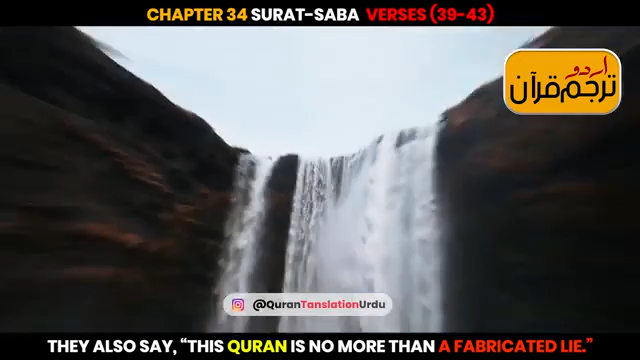 CHAPTER 34 SURAT-SABA VERSES (39-43)
اردو
ترجم قرآن
@QuranTanslationUrdu
THEY ALSO SAY, “THIS QURAN IS NO MORE THAN A FABRICATED LIE.”